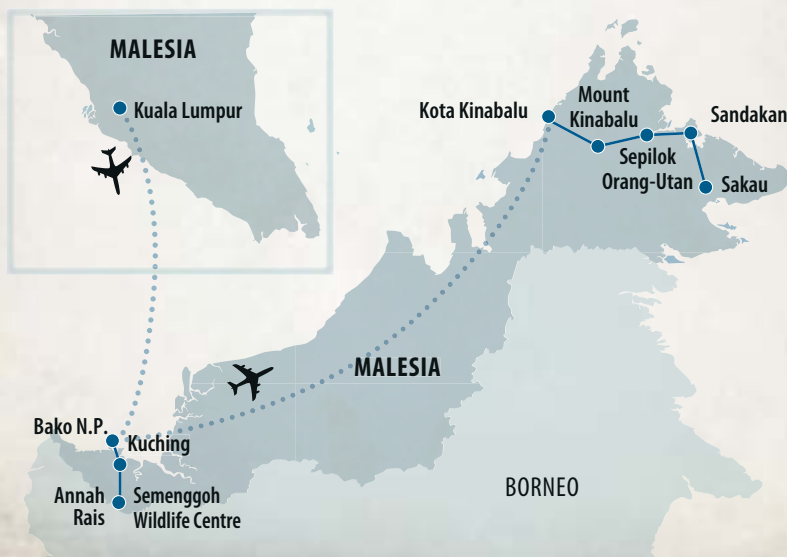 MALESIA
Kuala Lumpur
Kota Kinabalu
Mount
Kinabalu
Sandakan
Sepilok
Orang-Utan
Sakau
MALESIA
Bako N.P.
Kuching
Annah
Rais
Semenggoh
Wildlife Centre
BORNEO